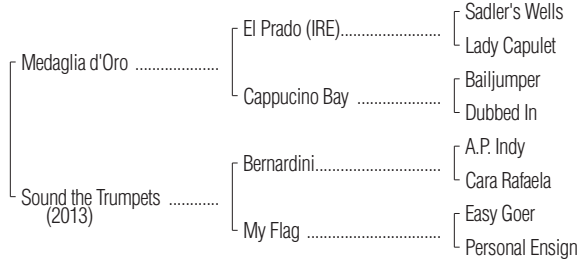 Sadler's Wells
El Prado (IRE)........................
Lady Capulet
Medaglia d'Oro .....................
Bailjumper
Cappucino Bay .....................
Dubbed In
A.P. Indy
Bernardini...............................
Cara Rafaela
Sound the Trumpets ............
(2013)
Easy Goer
My Flag ..................................
Personal Ensign